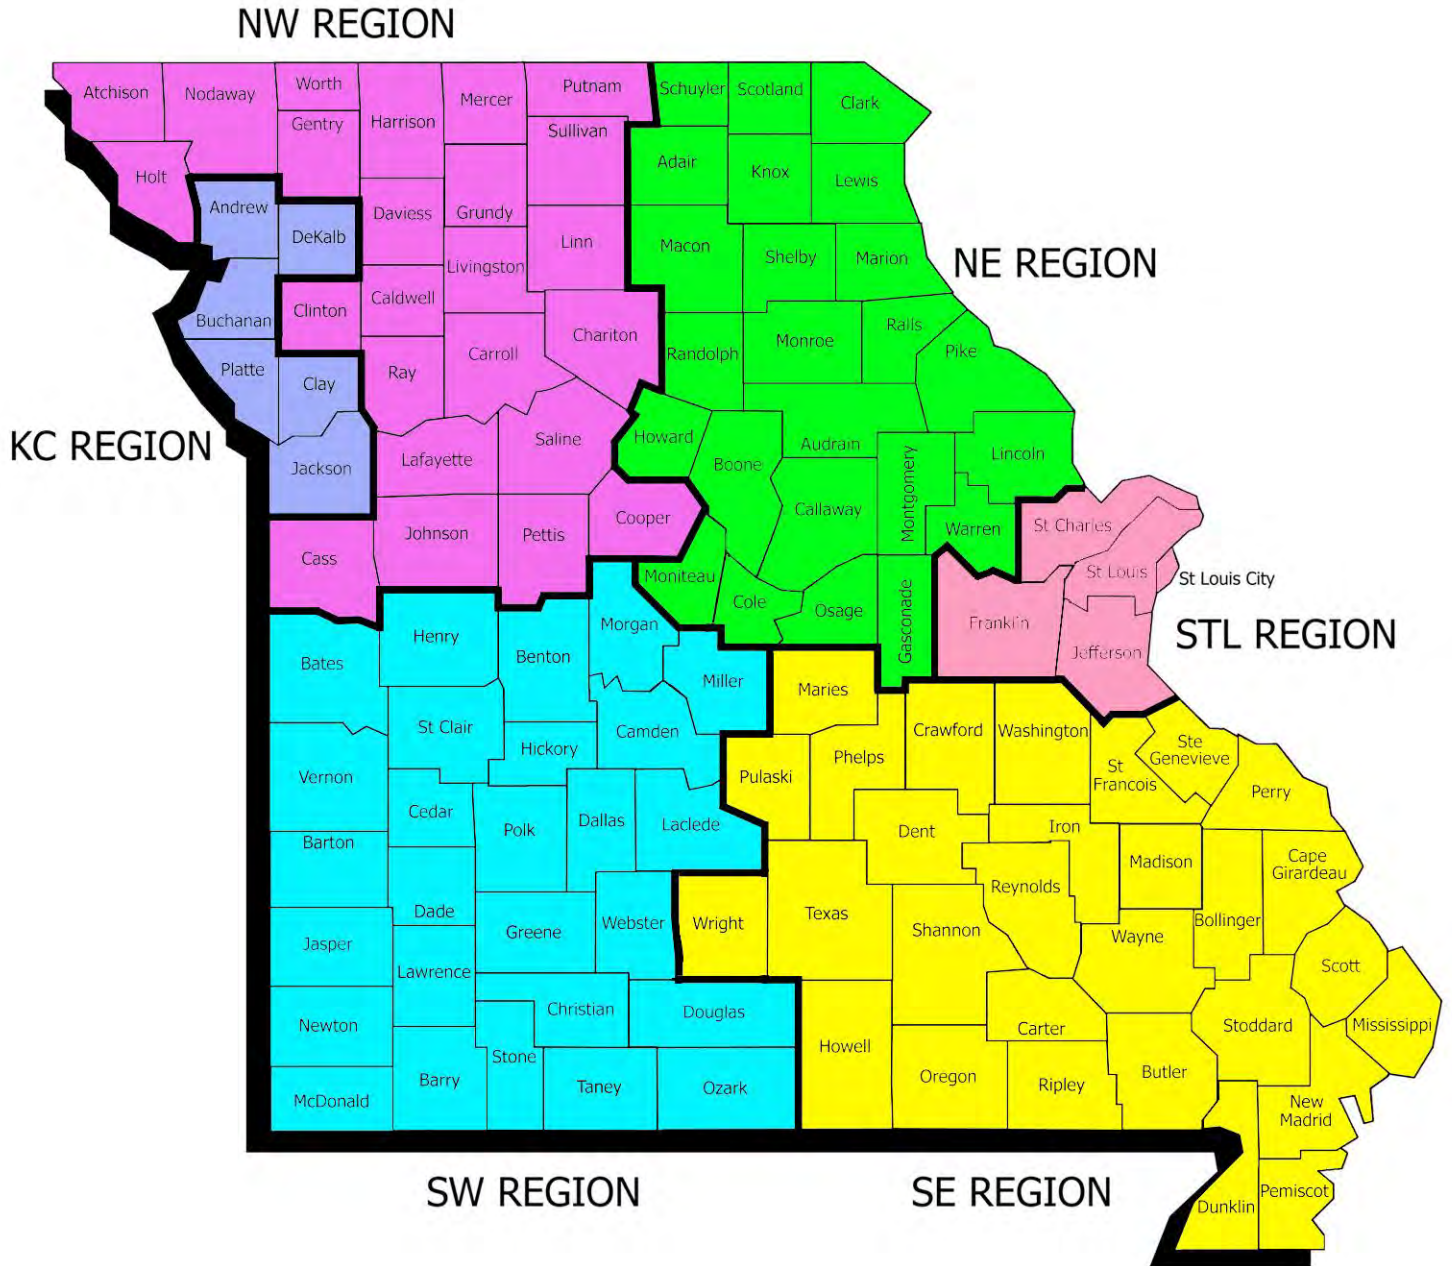 NW REGION
Atchison
Nodaway
Worth
Gentry
Harrison
Mercer
Putnam
Sullivan
Schuyler
Scotland
Clark
Holt
Andrew
DeKalb
Daviess
Grundy
Linn
Adair
Knox
Lewis
Macon
Shelby
Marion
NE REGION
Buchanan
Clinton
Caldwell
Livingston
Chariton
Randolph
Monroe
Ralls
Pike
Platte
Clay
Ray
Carroll
KC REGION
Jackson
Lafayette
Saline
Howard
Boone
Audrain
Callaway
Montgomery
Lincoln
Warren
Cass
Johnson
Pettis
Cooper
Moniteau
Cole
Osage
Gasconade
St Charles
St Louis
St Louis City
Franklin
Jefferson
STL REGION
Bates
Henry
Benton
Morgan
Miller
Maries
St Clair
Hickory
Camden
Pulaski
Phelps
Crawford
Washington
St
Francois
Ste
Genevieve
Perry
Vernon
Cedar
Polk
Dallas
Laclede
Dent
Iron
Madison
Cape
Girardeau
Barton
Dade
Greene
Webster
Wright
Texas
Shannon
Reynolds
Wayne
Bollinger
Scott
Jasper
Lawrence
Christian
Douglas
Howell
Carter
Stoddard
Mississippi
Newton
Stone
Barry
Taney
Ozark
Oregon
Ripley
Butler
New
Madrid
McDonald
Dunklin
Pemiscot
SW REGION
SE REGION